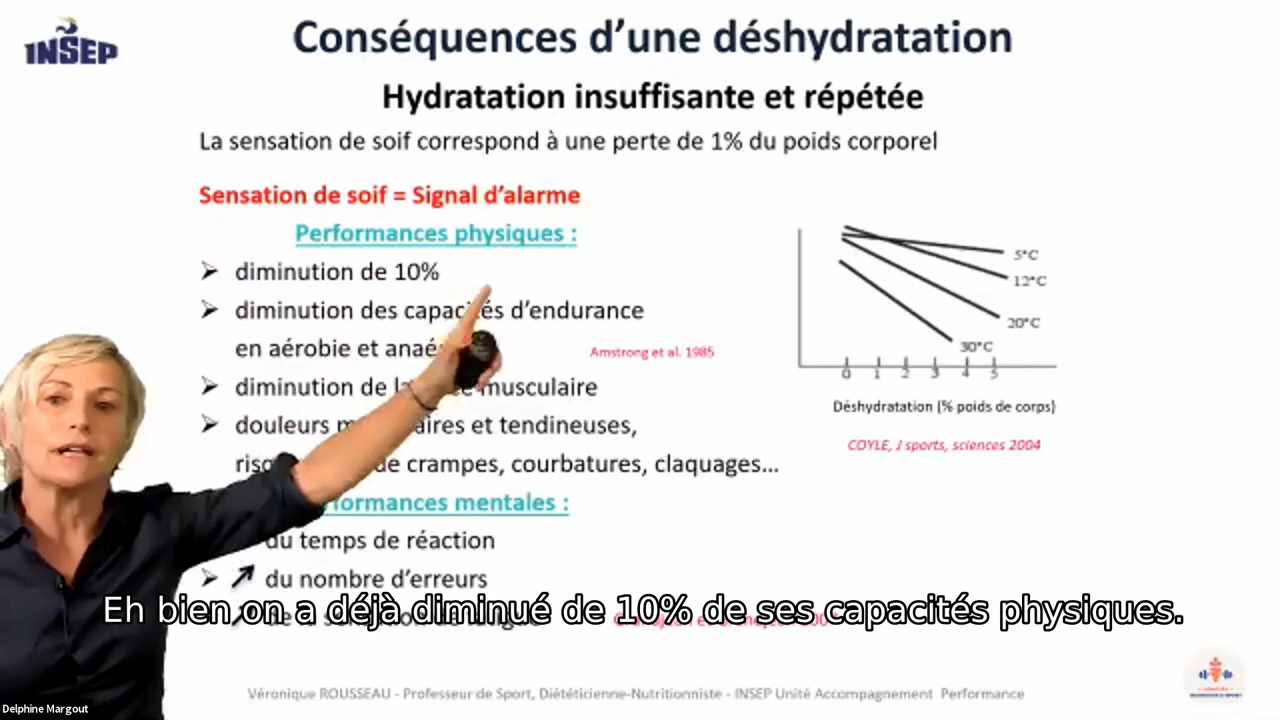 INSEP
Conséquences d'une déshydratation
Hydratation insuffisante et répétée
La sensation de soif correspond à une perte de 1% du poids corporel
Sensation de soif = Signal d'alarme
Performances physiques :
diminution de 10%
diminution des capacités d'endurance
en aérobie et
Amstrong et al. 1985
diminution de musculaire
douleurs et tendineuses,
de crampes, courbatures, claquages...
5°C
12°C
20°C
30°C
0 1 2 3 4 5
Déshydratation (% poids de corps)
COYLE, J sports, sciences 2004
mentales :
du temps de réaction
du nombre d'erreurs
Eh bien on a déjà diminué de 10% de ses capacités physiques.
Véronique ROUSSEAU - Professeur de Sport, Diététicienne-Nutritionniste - INSEP Unité Accompagnement Performance
Delphine Margout